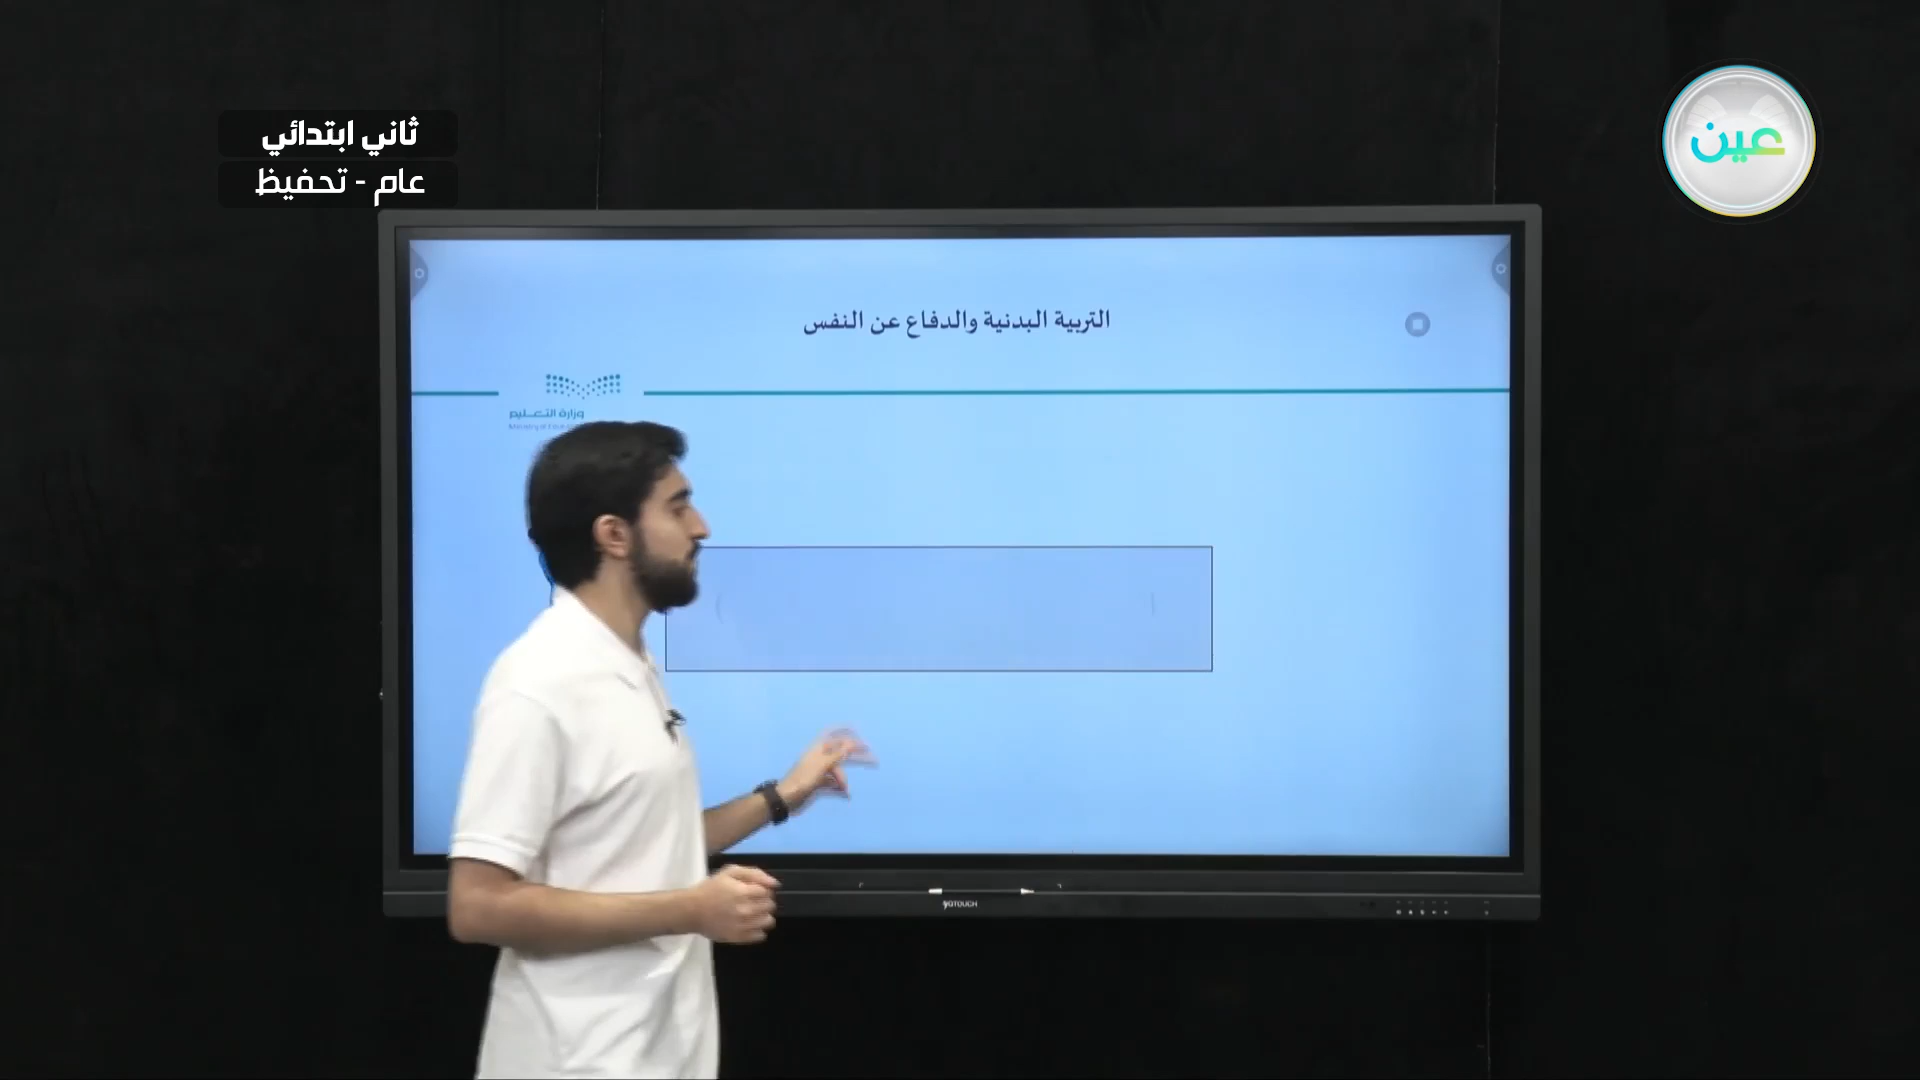 ثاني ابتدائي
عام - تحفيظ
عين
التربية البدنية والدفاع عن النفس
وزارة التعليم